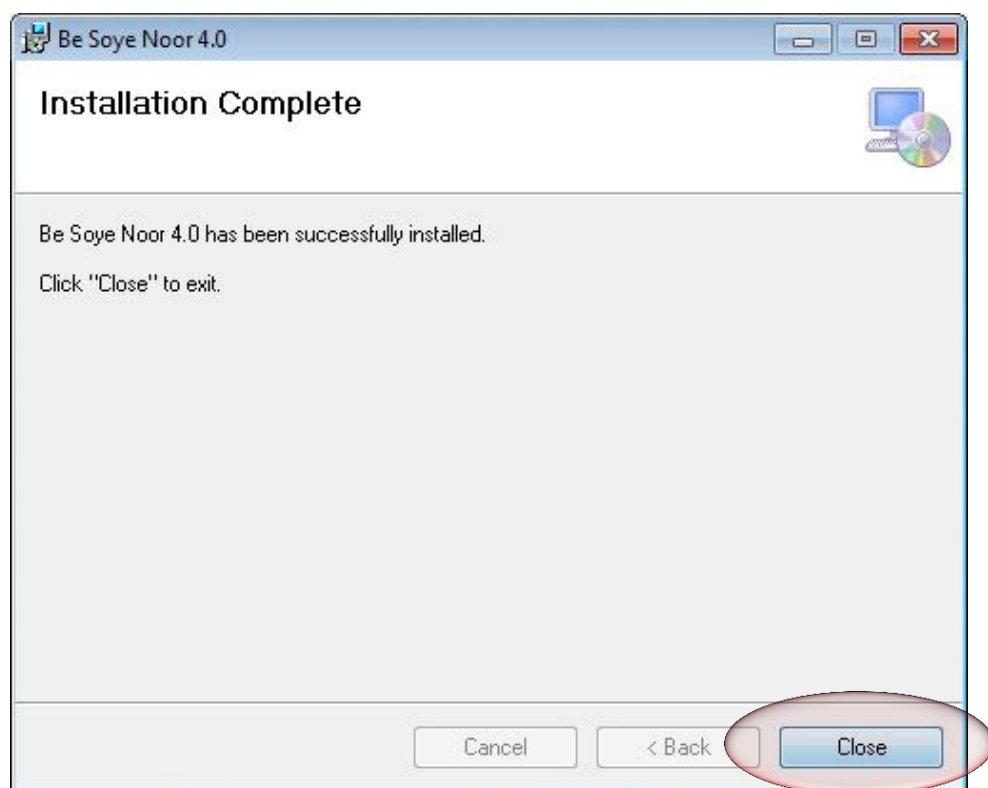 Be Soye Noor 4.0
Installation Complete
Be Soye Noor 4.0 has been successfully installed.
Click "Close" to exit.
Cancel
< Back
Close